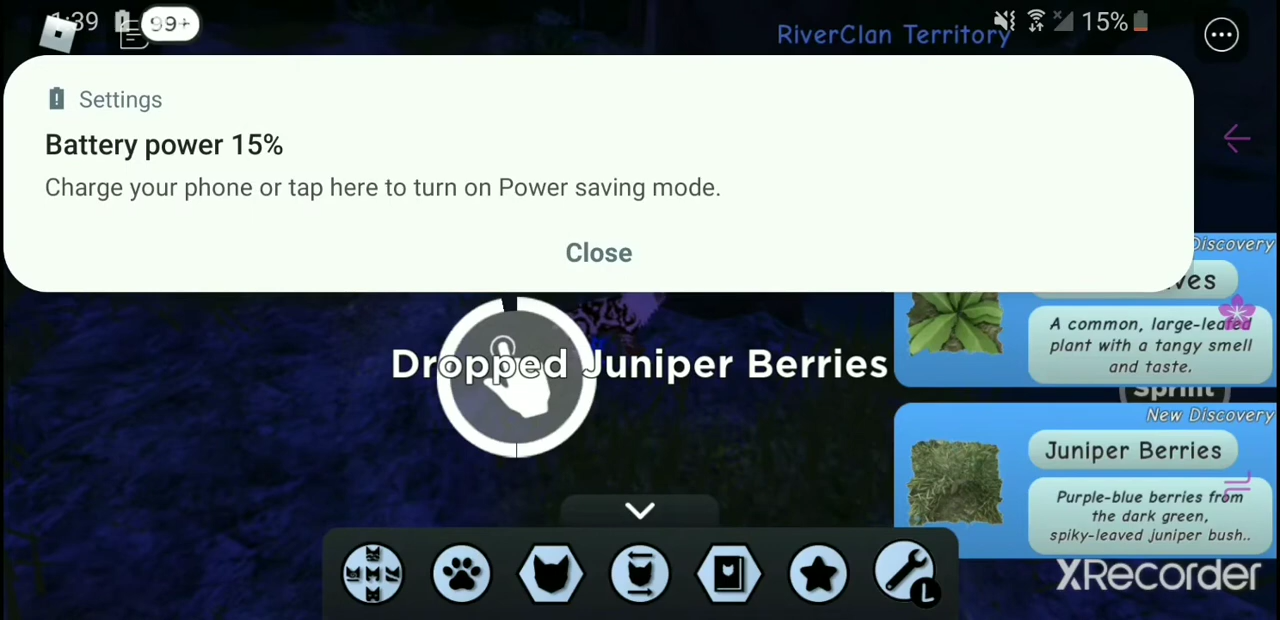 :39
99+
15%
RiverClan Territory
Settings
Battery power 15%
Charge your phone or tap here to turn on Power saving mode.
Close
Discovery
ves
A common, large-leafed
plant with a tangy smell
and taste.
Dropped Juniper Berries
Sprint
New Discovery
Juniper Berries
Purple-blue berries from
the dark green,
spiky-leaved juniper bush..
L
XRecorder